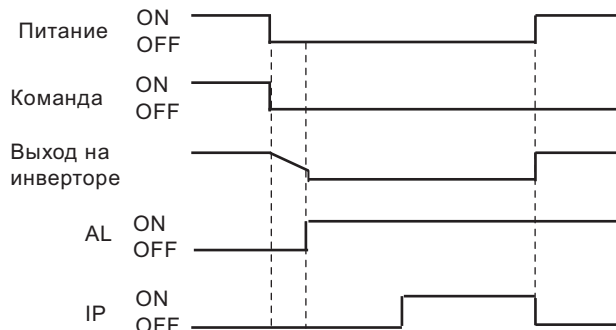 Питание ON
OFF
Команда ON
OFF
Выход на
инверторе
AL ON
OFF
IP ON
OFF